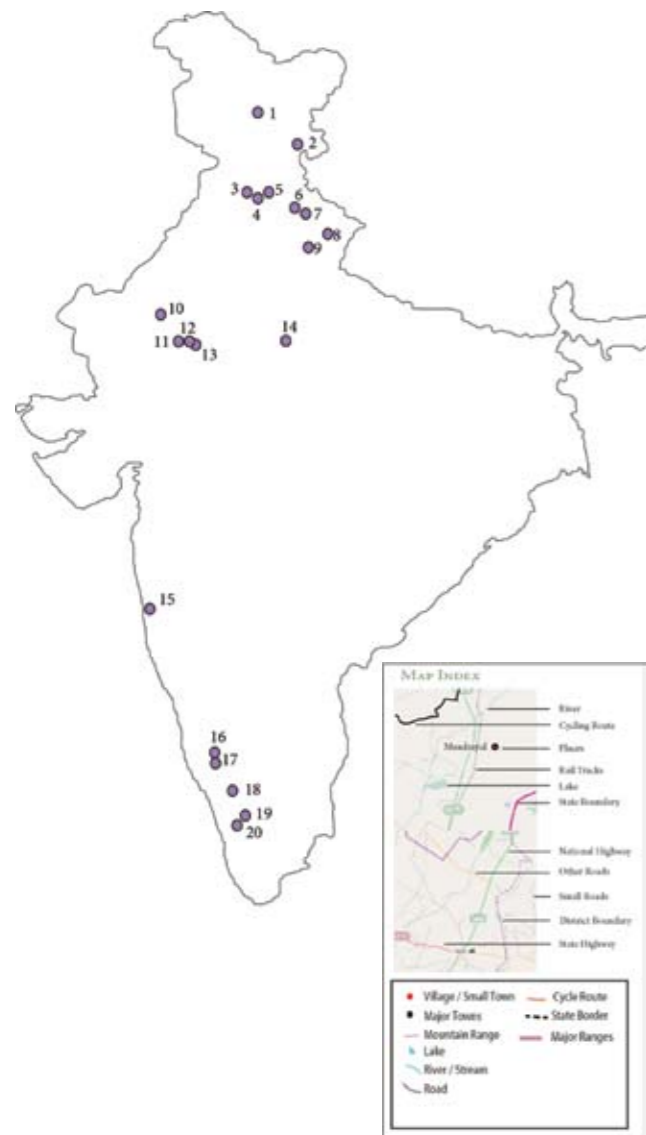 1
2
3
5
4
6
7
8
9
10
11
12
13
14
15
16
17
18
19
20
MAP INDEX
River
Cycling Route
Places
Rail Tracks
Lake
State Boundary
National Highway
Other Roads
Small Roads
District Boundary
State Highway
Village / Small Town
Cycle Route
Major Towns
State Border
Mountain Range
Major Ranges
Lake
River / Stream
Road